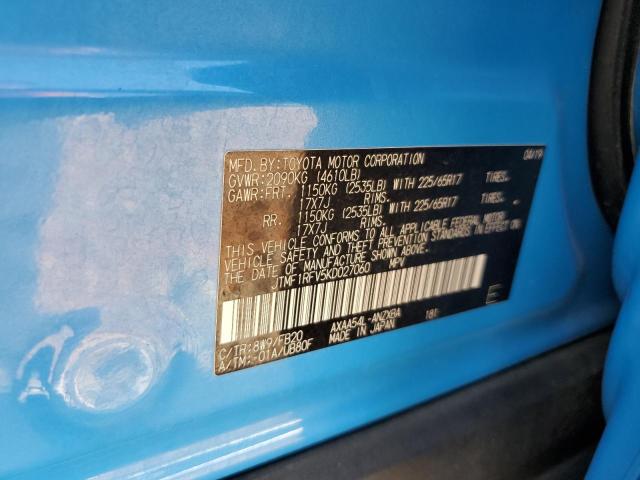 MFD. BY: TOYOTA MOTOR CORPORATION 04/19
GVWR: 2090KG (4610LB)
GAWR: FRT. 1150KG (2535LB) WITH 225/65R17 TIRES.
17X7J RIMS.
RR. 1150KG (2535LB) WITH 225/65R17 TIRES.
17X7J RIMS.
THIS VEHICLE CONFORMS TO ALL APPLICABLE FEDERAL MOTOR
VEHICLE SAFETY AND THEFT PREVENTION STANDARDS IN EFFECT ON
THE DATE OF MANUFACTURE SHOWN ABOVE.
JTMF1RFV5KD027060 MPV
C/TR: 8W9/FB20 AXAA54L-ANZXBA 181 E
A/TM: -01A/UB80F MADE IN JAPAN